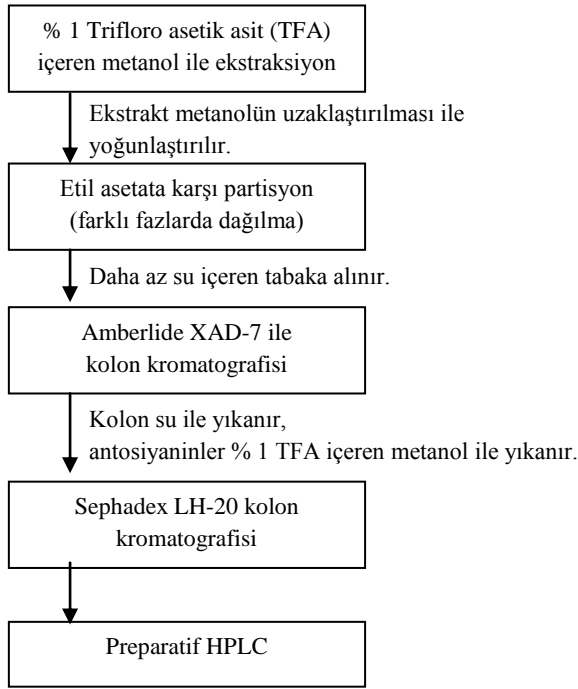 % 1 Trifloro asetik asit (TFA)
içeren metanol ile ekstraksiyon
Ekstrakt metanolün uzaklaştırılması ile
yoğunlaştırılır.
Etil asetata karşı partisyon
(farklı fazlarda dağılma)
Daha az su içeren tabaka alınır.
Amberlide XAD-7 ile
kolon kromatografisi
Kolon su ile yıkanır,
antosiyaninler % 1 TFA içeren metanol ile yıkanır.
Sephadex LH-20 kolon
kromatografisi
Preparatif HPLC